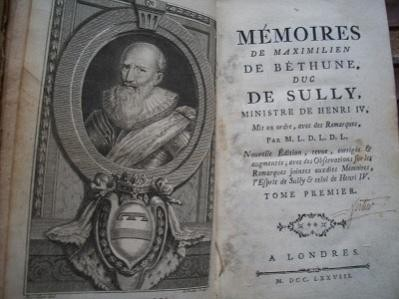 MÉMOIRES
DE MAXIMILIEN
DE BÉTHUNE,
DUC
DE SULLY,
MINISTRE DE HENRI IV.
Mis en ordre, avec des Remarques,
PAR M. L. D. L. D. L.
Nouvelle Édition, revue, corrigée &
augmentée, avec des Observations sur les
Remarques jointes auxdits Mémoires,
l'Esprit de Sully & celui de Henri IV.
TOME PREMIER.
A LONDRES.
M. DCC. LXXVIII.